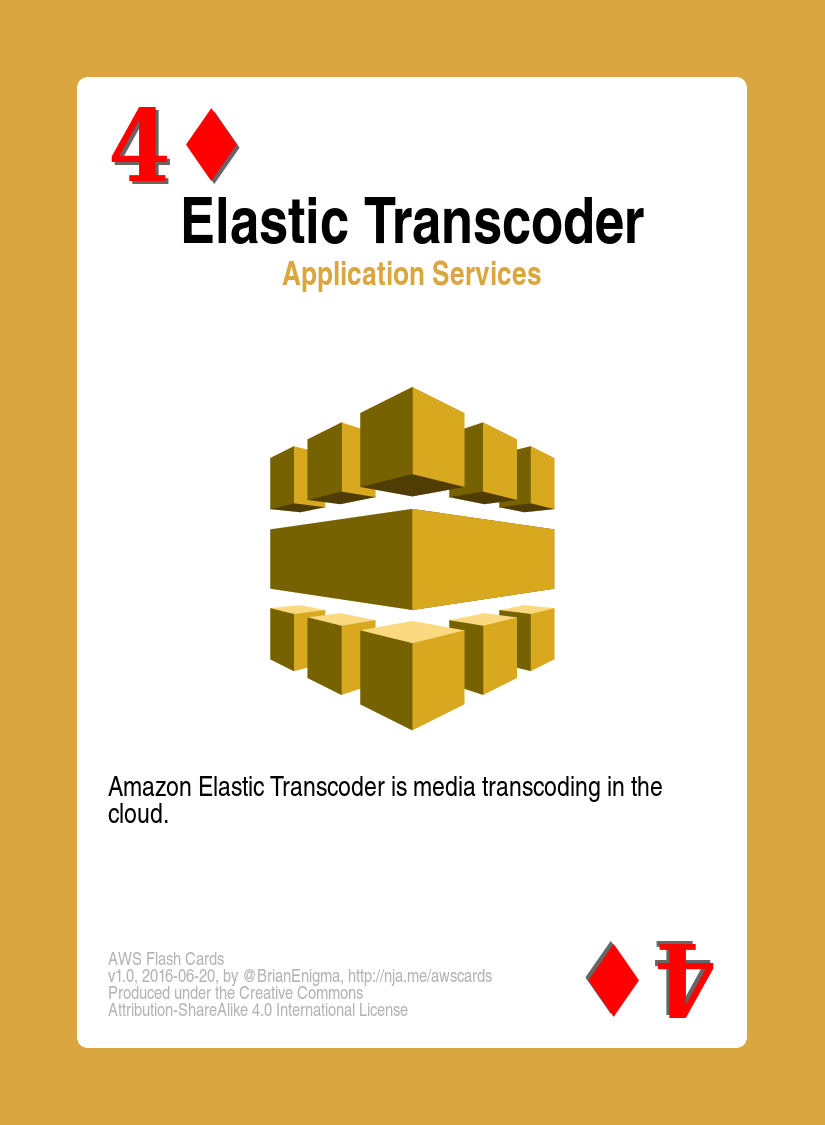 4♦
Elastic Transcoder
Application Services
Amazon Elastic Transcoder is media transcoding in the
cloud.
AWS Flash Cards
v1.0, 2016-06-20, by @BrianEnigma, http://nja.me/awscards
Produced under the Creative Commons
Attribution-ShareAlike 4.0 International License
4♦